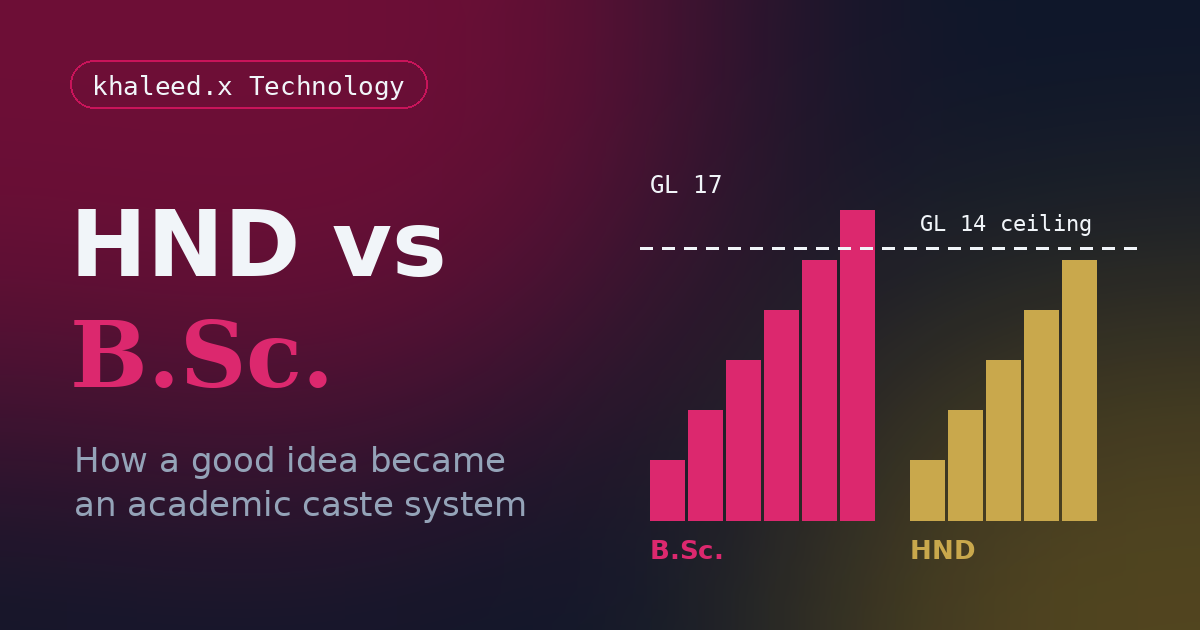 khaleed.x Technology
HND vs
B.Sc.
How a good idea became
an academic caste system
GL 17
GL 14 ceiling
B.Sc.
HND